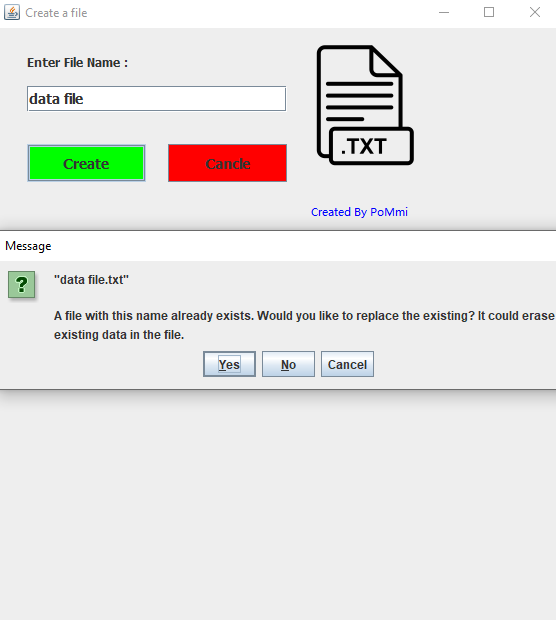 Create a file
Enter File Name :
data file
Create
Cancle
.TXT
Created By PoMmi
Message
?
"data file.txt"
A file with this name already exists. Would you like to replace the existing? It could erase
existing data in the file.
Yes
No
Cancel